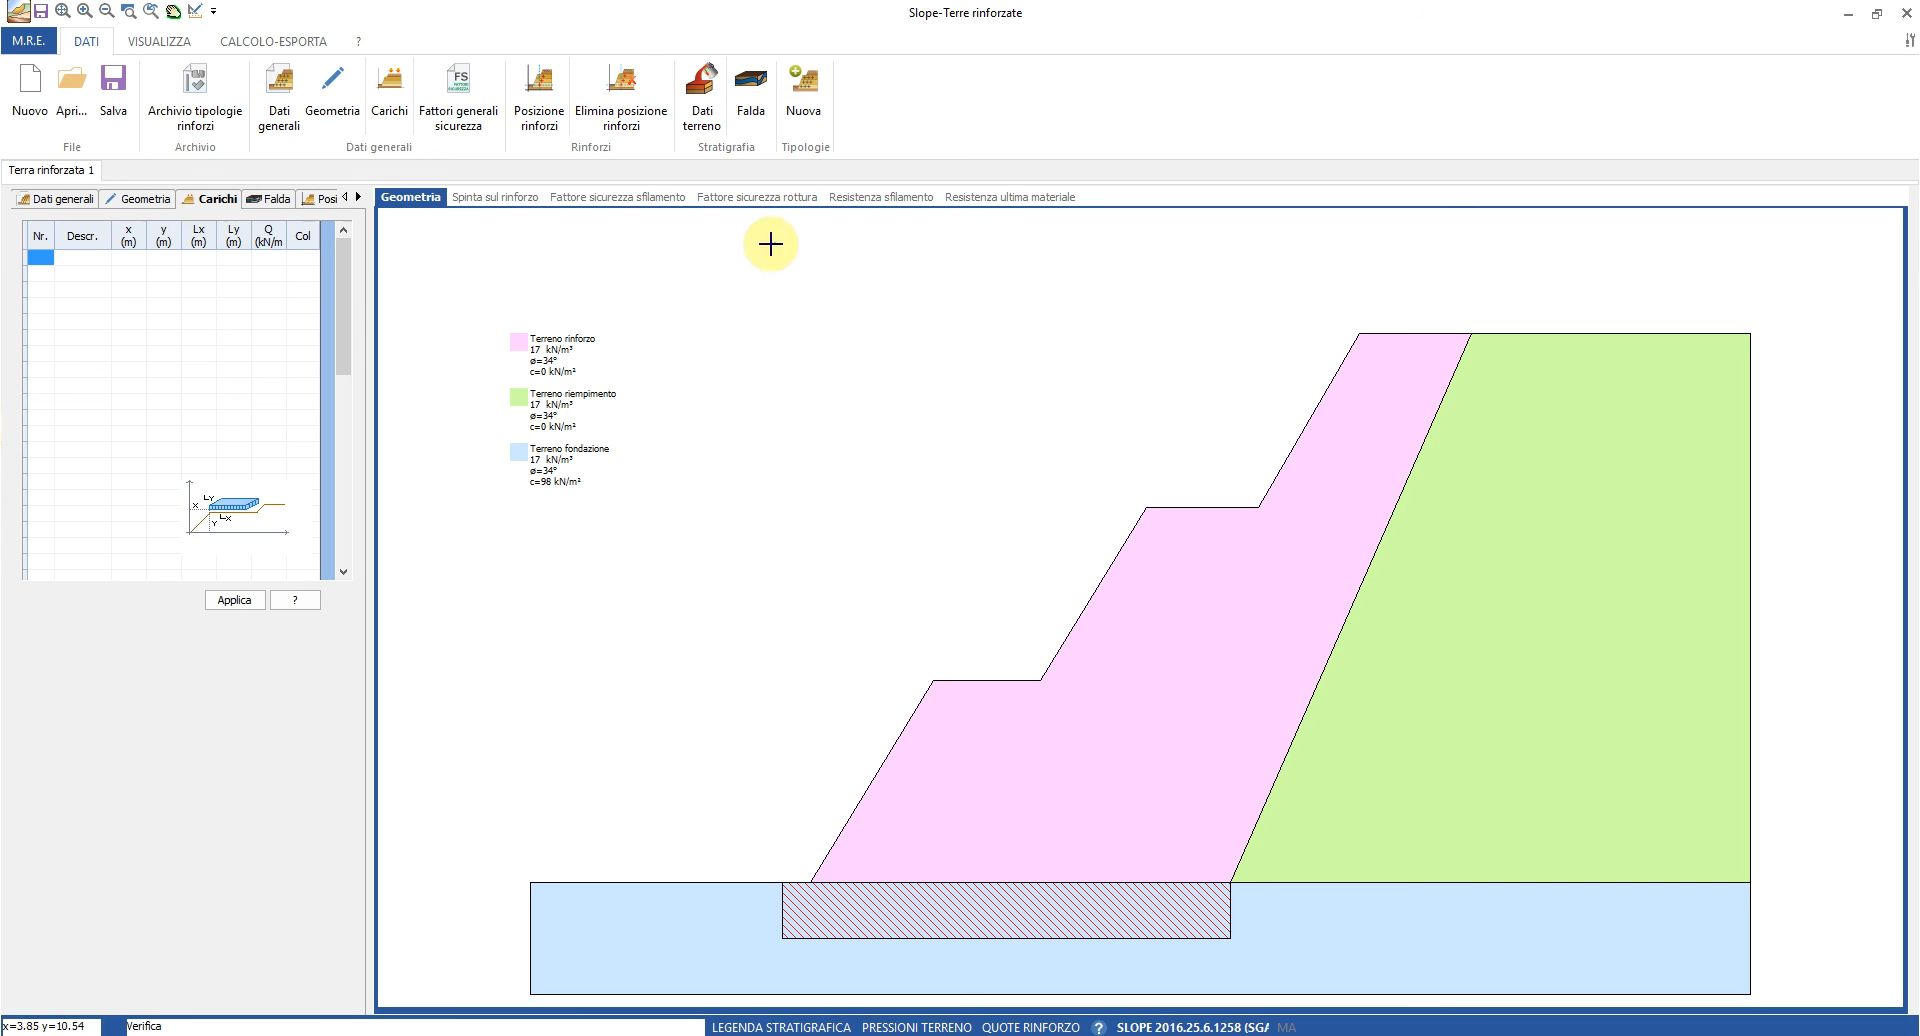 Slope-Terre rinforzate
M.R.E. DATI VISUALIZZA CALCOLO-ESPORTA ?
Nuovo Apri... Salva
File
Archivio tipologie
rinforzi
Archivio
Dati
generali
Geometria
Carichi
FS
Fattori generali
sicurezza
Dati generali
Posizione
rinforzi
Elimina posizione
rinforzi
Rinforzi
Dati
terreno
Falda
Stratigrafia
Nuova
Tipologie
Terra rinforzata 1
Dati generali Geometria Carichi Falda Posi
Geometria Spinta sul rinforzo Fattore sicurezza sfilamento Fattore sicurezza rottura Resistenza sfilamento Resistenza ultima materiale
Nr. Descr. x (m) y (m) Lx (m) Ly (m) Q (kN/m Col
LY
X
LX
Y
Applica ?
Terreno rinforzo
17 kN/m³
ø=34°
c=0 kN/m²
Terreno riempimento
17 kN/m³
ø=34°
c=0 kN/m²
Terreno fondazione
17 kN/m³
ø=34°
c=98 kN/m²
x=3.85 y=10.54 Verifica LEGENDA STRATIGRAFICA PRESSIONI TERRENO QUOTE RINFORZO ? SLOPE 2016.25.6.1258 (SGA MA